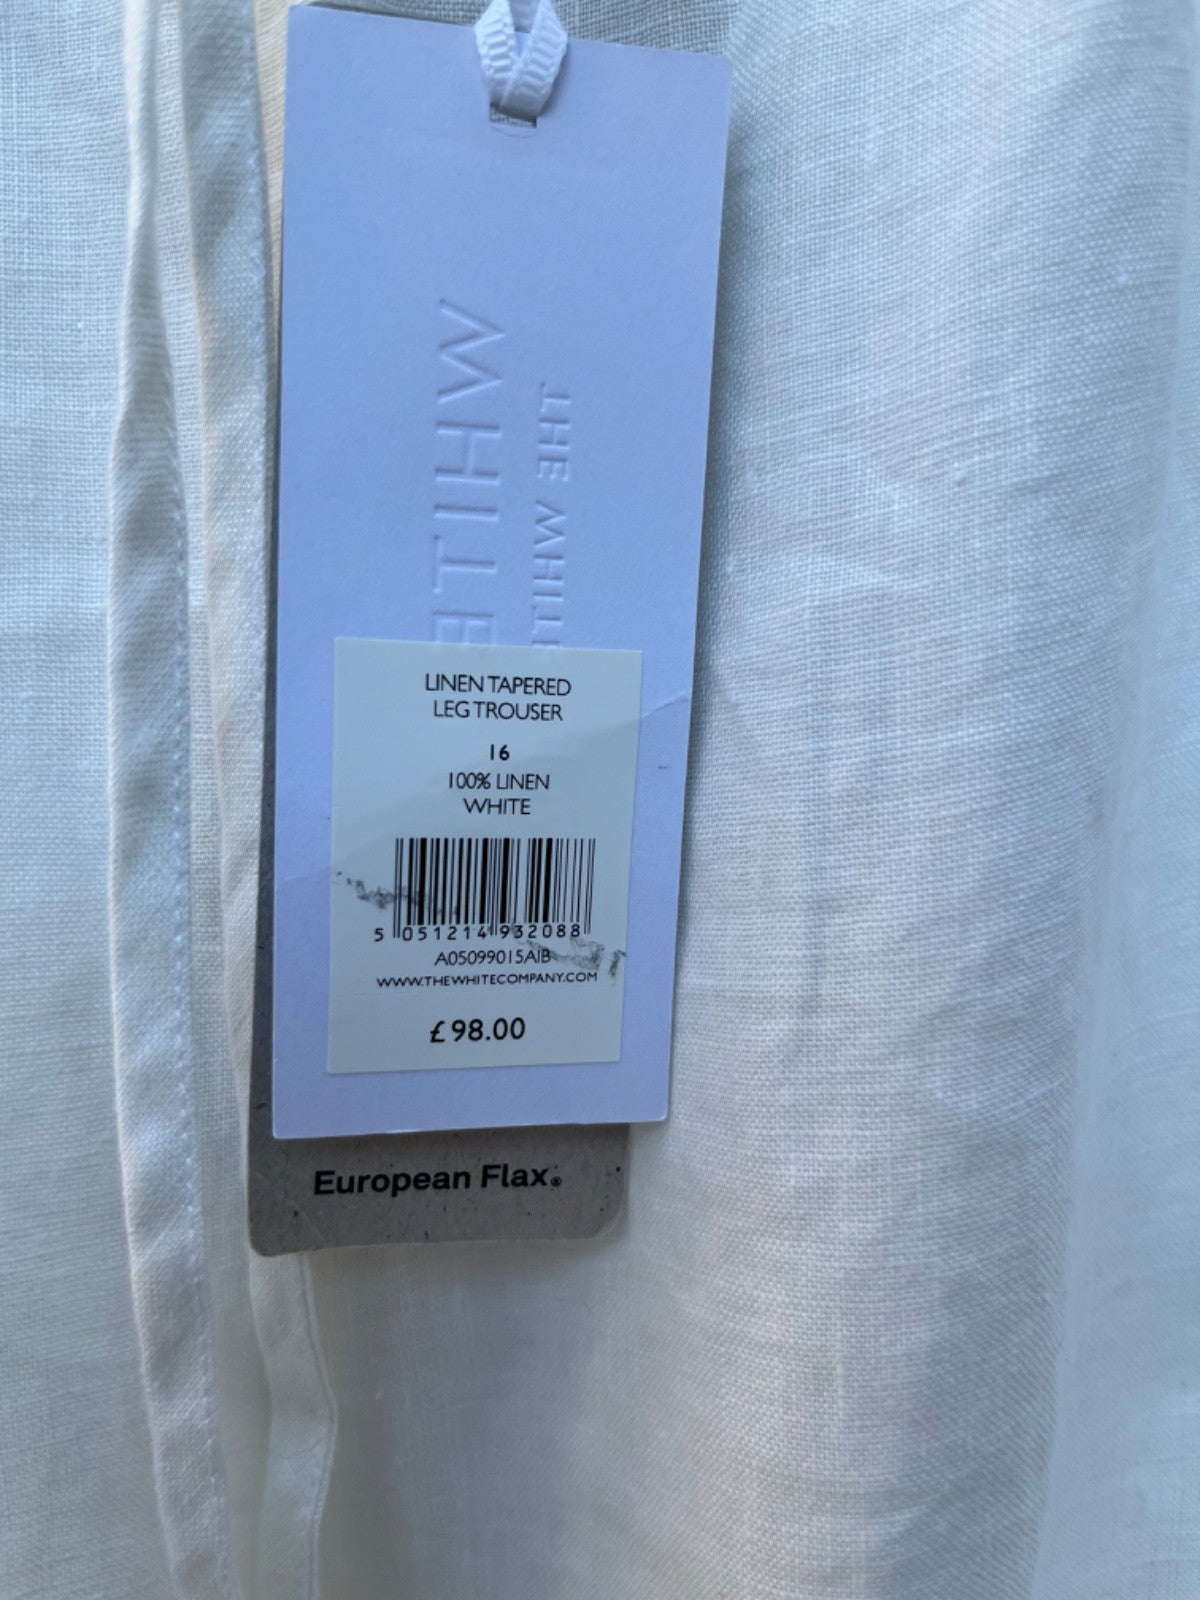 WHITE
THE WHITE
LINEN TAPERED
LEG TROUSER
16
100% LINEN
WHITE
5 051214 932088
A05099015AIB
WWW.THEWHITECOMPANY.COM
£98.00
European Flax®